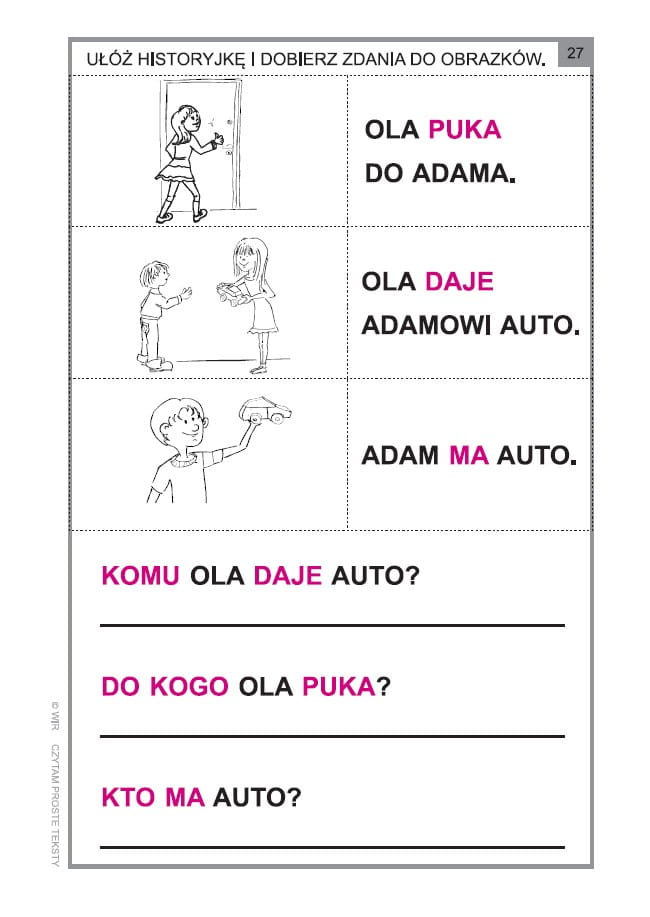 UŁÓŻ HISTORYJKĘ I DOBIERZ ZDANIA DO OBRAZKÓW.
27
OLA PUKA
DO ADAMA.
OLA DAJE
ADAMOWI AUTO.
ADAM MA AUTO.
KOMU OLA DAJE AUTO?
DO KOGO OLA PUKA?
KTO MA AUTO?
© WIR CZYTAM PROSTE TEKSTY